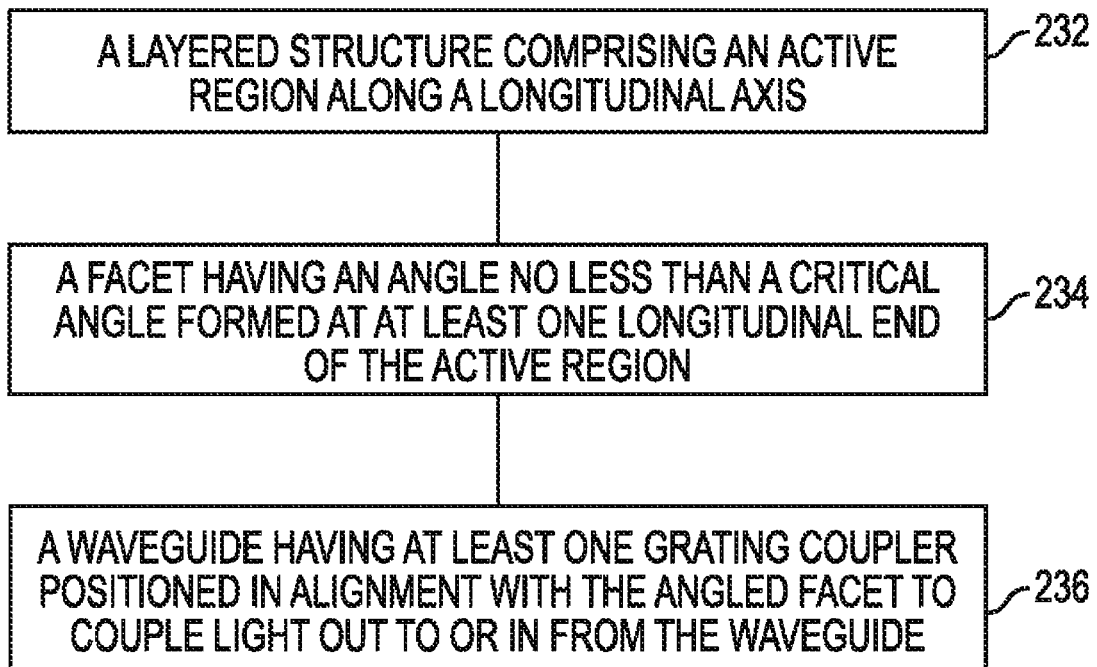 A LAYERED STRUCTURE COMPRISING AN ACTIVE
REGION ALONG A LONGITUDINAL AXIS
232
A FACET HAVING AN ANGLE NO LESS THAN A CRITICAL
ANGLE FORMED AT AT LEAST ONE LONGITUDINAL END
OF THE ACTIVE REGION
234
A WAVEGUIDE HAVING AT LEAST ONE GRATING COUPLER
POSITIONED IN ALIGNMENT WITH THE ANGLED FACET TO
COUPLE LIGHT OUT TO OR IN FROM THE WAVEGUIDE
236